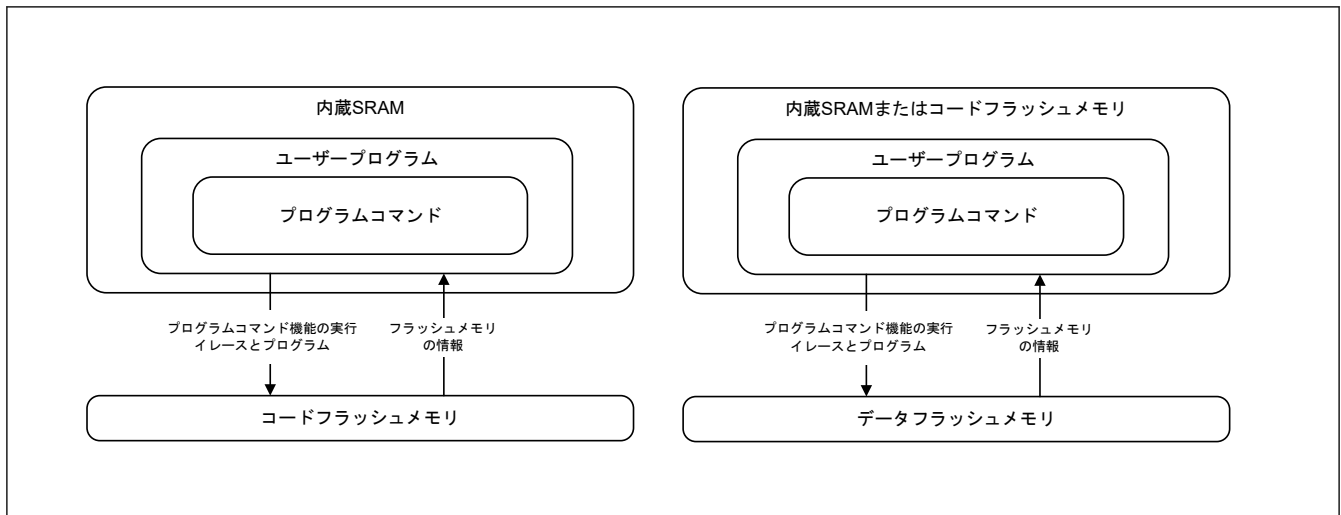 内蔵SRAM
ユーザープログラム
プログラムコマンド
プログラムコマンド機能の実行
イレースとプログラム
フラッシュメモリ
の情報
コードフラッシュメモリ
内蔵SRAMまたはコードフラッシュメモリ
ユーザープログラム
プログラムコマンド
プログラムコマンド機能の実行
イレースとプログラム
フラッシュメモリ
の情報
データフラッシュメモリ